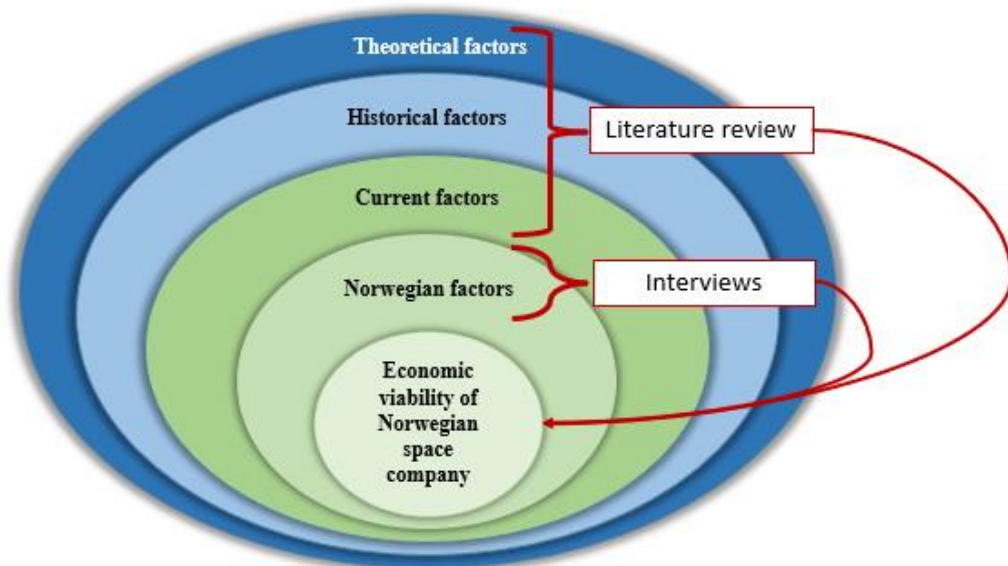 Theoretical factors
Historical factors
Literature review
Current factors
Norwegian factors
Interviews
Economic
viability of
Norwegian
space
company